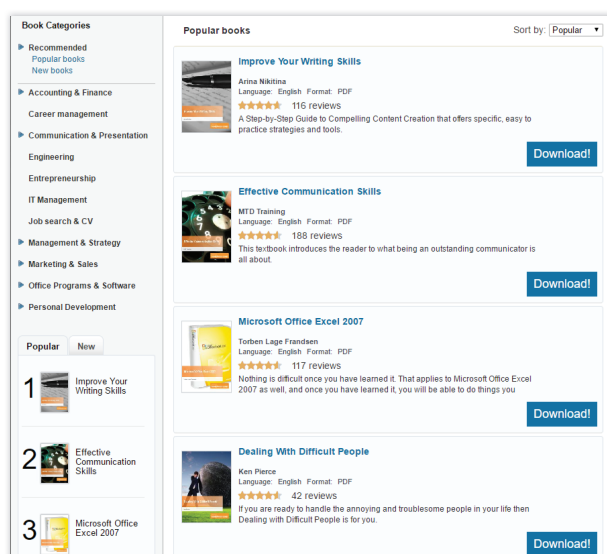 Book Categories
Recommended
Popular books
New books
Accounting & Finance
Career management
Communication & Presentation
Engineering
Entrepreneurship
IT Management
Job search & CV
Management & Strategy
Marketing & Sales
Office Programs & Software
Personal Development
Popular New
1 Improve Your
Writing Skills
2 Effective
Communication
Skills
3 Microsoft Office
Excel 2007
Popular books Sort by: Popular
Improve Your Writing Skills
Arina Nikitina
Language: English Format: PDF
116 reviews
A Step-by-Step Guide to Compelling Content Creation that offers specific, easy to
practice strategies and tools.
Download!
Effective Communication Skills
MTD Training
Language: English Format: PDF
188 reviews
This textbook introduces the reader to what being an outstanding communicator is
all about.
Download!
Microsoft Office Excel 2007
Torben Lage Frandsen
Language: English Format: PDF
117 reviews
Nothing is difficult once you have learned it. That applies to Microsoft Office Excel
2007 as well, and once you have learned it, you will be able to do things you
Download!
Dealing With Difficult People
Ken Pierce
Language: English Format: PDF
42 reviews
If you are ready to handle the annoying and troublesome people in your life then
Dealing with Difficult People is for you.
Download!